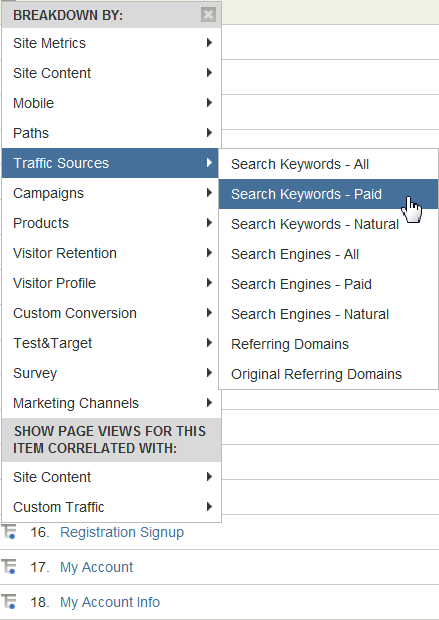 BREAKDOWN BY:
Site Metrics
Site Content
Mobile
Paths
Traffic Sources
Campaigns
Products
Visitor Retention
Visitor Profile
Custom Conversion
Test&Target
Survey
Marketing Channels
SHOW PAGE VIEWS FOR THIS
ITEM CORRELATED WITH:
Site Content
Custom Traffic
Search Keywords - All
Search Keywords - Paid
Search Keywords - Natural
Search Engines - All
Search Engines - Paid
Search Engines - Natural
Referring Domains
Original Referring Domains
16. Registration Signup
17. My Account
18. My Account Info